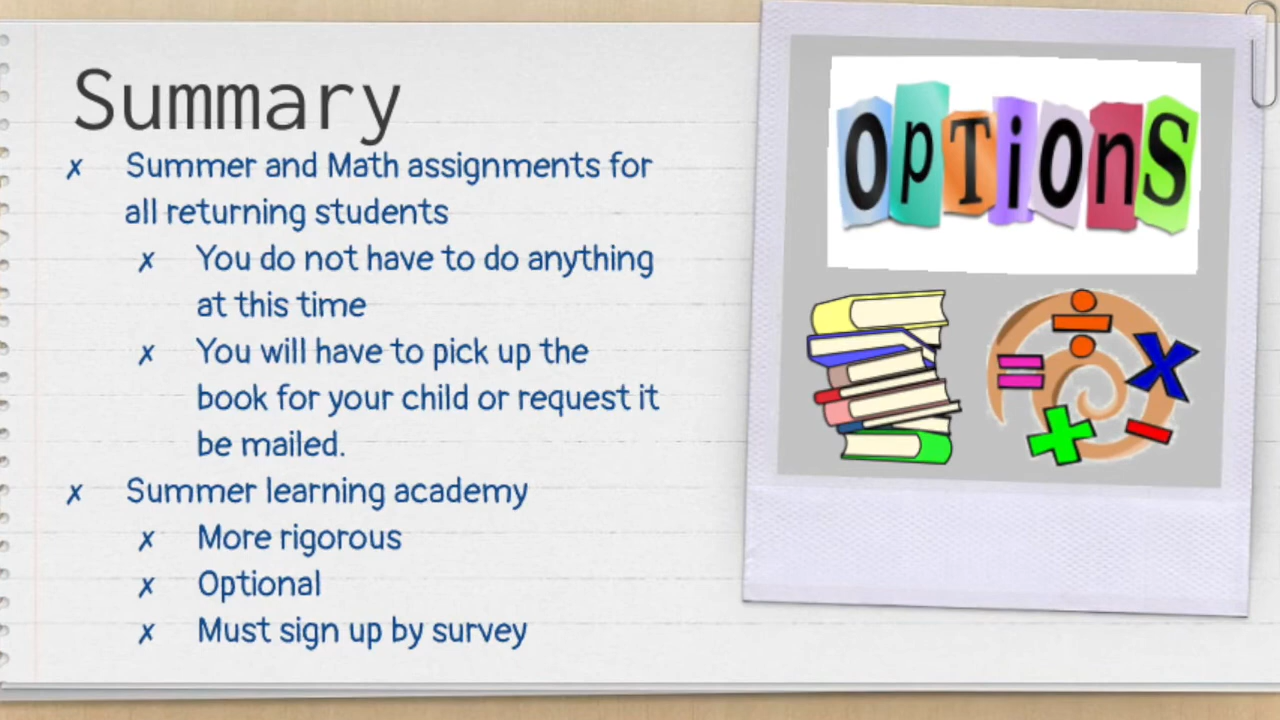 Summary
✗ Summer and Math assignments for
all returning students
✗ You do not have to do anything
at this time
✗ You will have to pick up the
book for your child or request it
be mailed.
✗ Summer learning academy
✗ More rigorous
✗ Optional
✗ Must sign up by survey
OpTiOnS
÷
= x
+ −